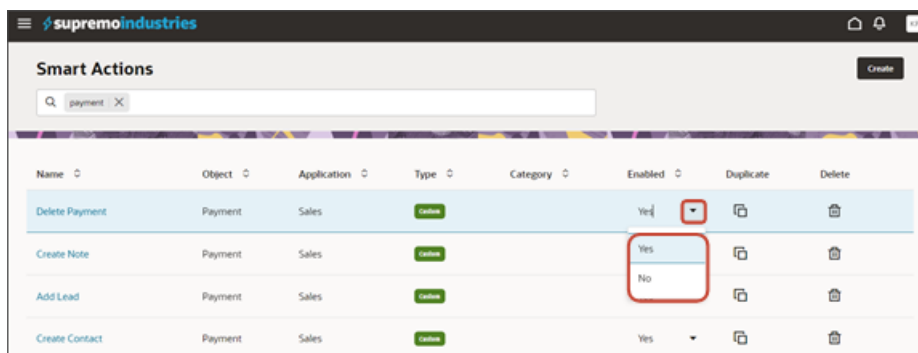 supremoindustries
Smart Actions
Create
payment
Name Object Application Type Category Enabled Duplicate Delete
Delete Payment Payment Sales Custom Yes
Yes
Create Note Payment Sales Custom
No
Add Lead Payment Sales Custom
Create Contact Payment Sales Custom Yes